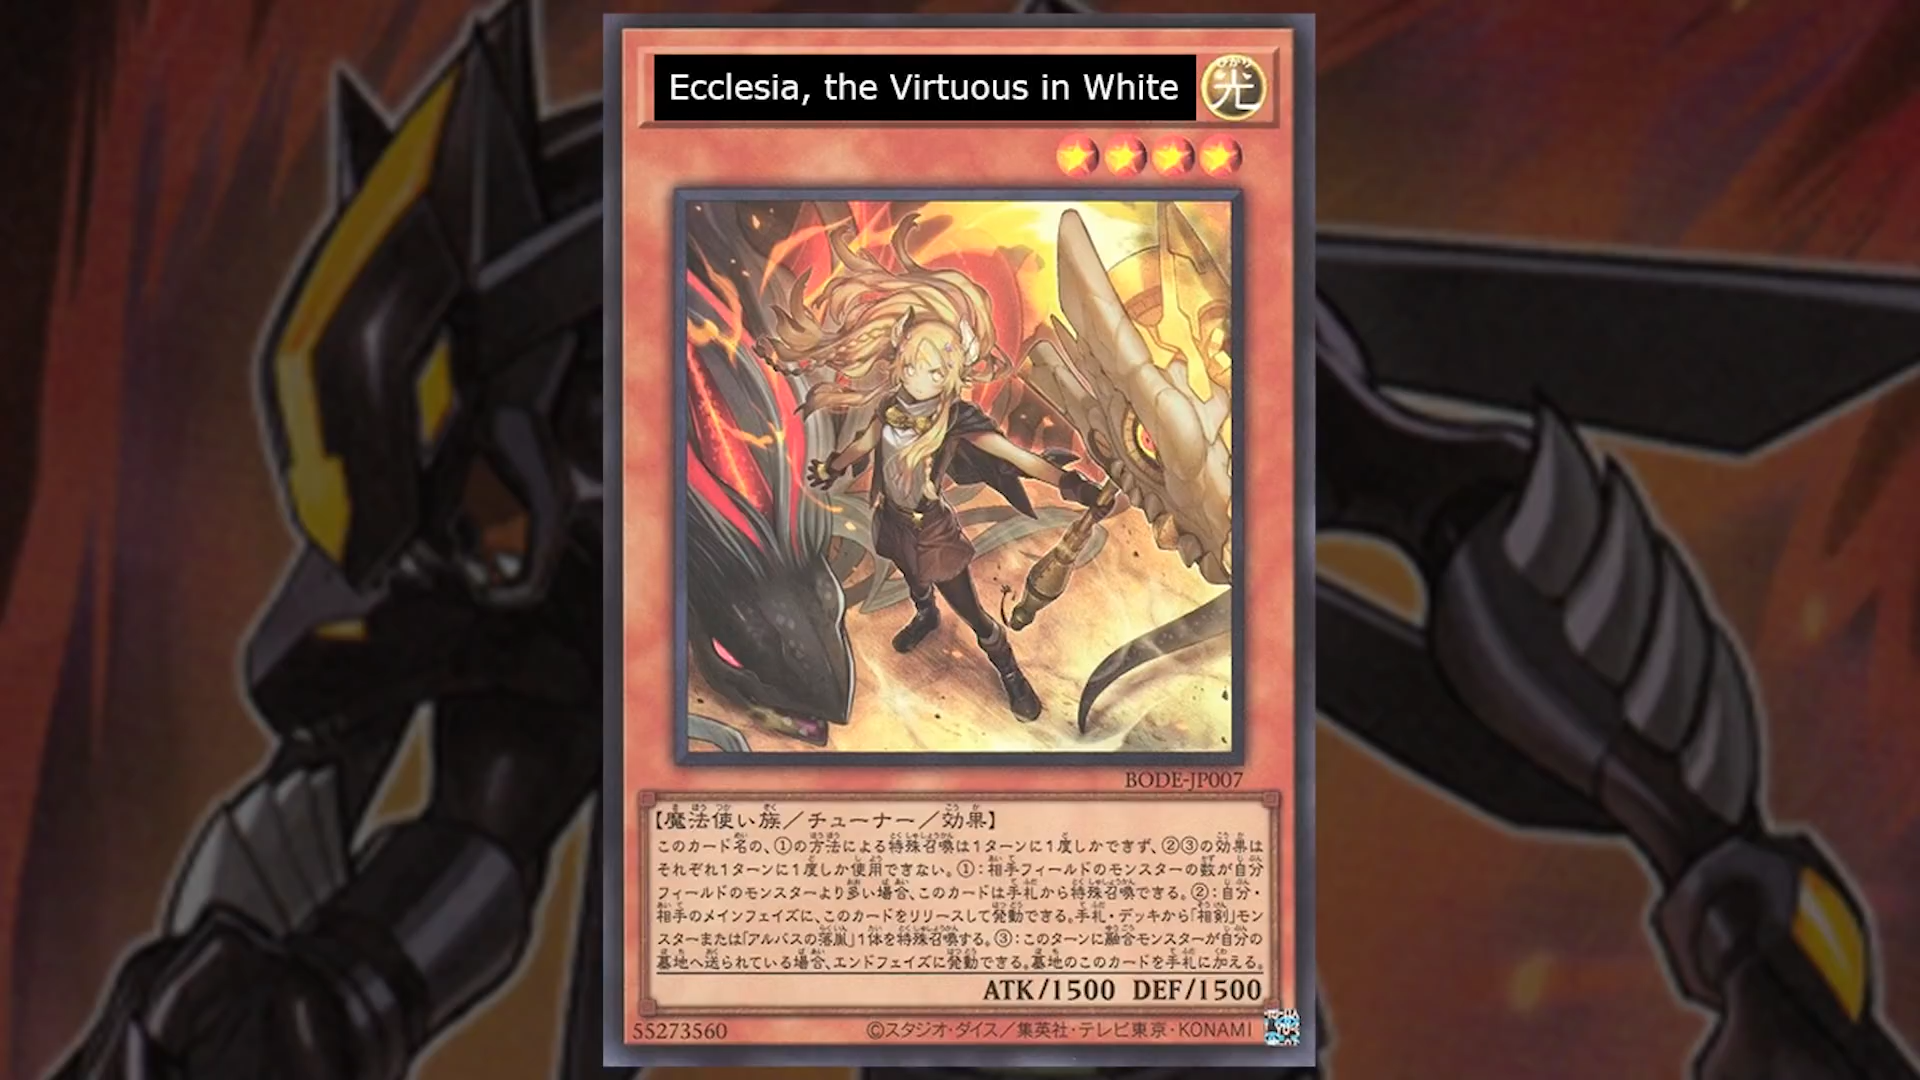 Ecclesia, the Virtuous in White
光
BODE-JP007
【魔法使い族／チューナー／効果】
このカード名の、①の方法による特殊召喚は1ターンに1度しかできず、②③の効果は
それぞれ1ターンに1度しか使用できない。①：相手フィールドのモンスターの数が自分
フィールドのモンスターより多い場合、このカードは手札から特殊召喚できる。②：自分・
相手のメインフェイズに、このカードをリリースして発動できる。手札・デッキから「相剣」モン
スターまたは「アルバスの落胤」1体を特殊召喚する。③：このターンに融合モンスターが自分の
墓地へ送られている場合、エンドフェイズに発動できる。墓地のこのカードを手札に加える。
ATK/1500 DEF/1500
55273560
©スタジオ・ダイス／集英社・テレビ東京・KONAMI